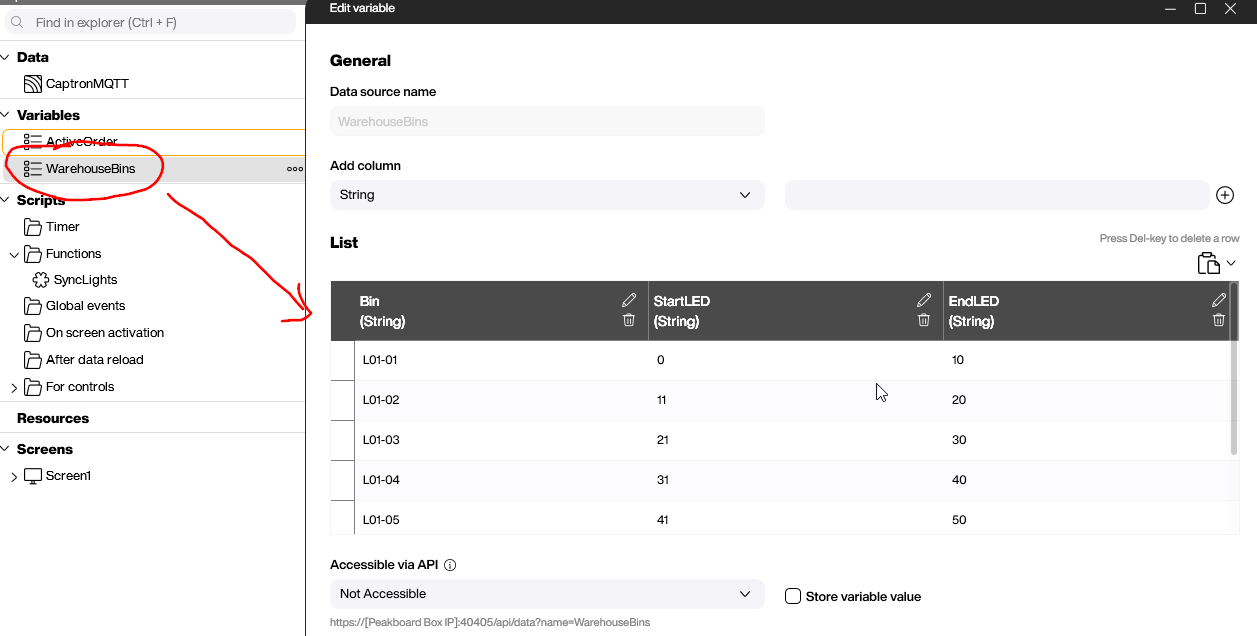 Find in explorer (Ctrl + F)
Data
CaptronMQTT
Variables
ActiveOrder
WarehouseBins
Scripts
Timer
Functions
SyncLights
Global events
On screen activation
After data reload
For controls
Resources
Screens
Screen1
Edit variable
General
Data source name
WarehouseBins
Add column
String
List
Press Del-key to delete a row
Bin (String) StartLED (String) EndLED (String)
L01-01 0 10
L01-02 11 20
L01-03 21 30
L01-04 31 40
L01-05 41 50
Accessible via API
Not Accessible
Store variable value
https://[Peakboard Box IP]:40405/api/data?name=WarehouseBins